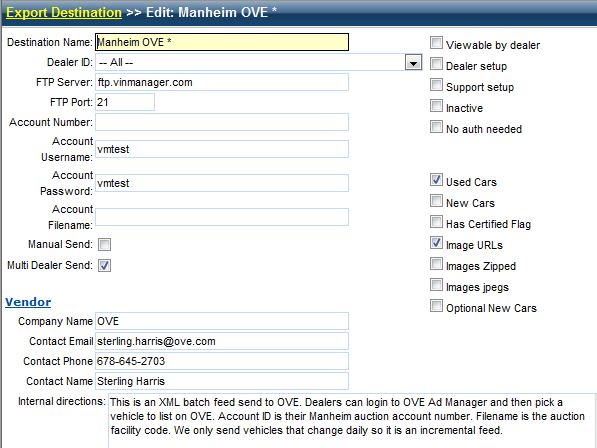 Export Destination >> Edit: Manheim OVE *
Destination Name: Manheim OVE *
Dealer ID: -- All --
FTP Server: ftp.vinmanager.com
FTP Port: 21
Account Number:
Account
Username: vmtest
Account
Password: vmtest
Account
Filename:
Manual Send:
Multi Dealer Send:
Viewable by dealer
Dealer setup
Support setup
Inactive
No auth needed
Used Cars
New Cars
Has Certified Flag
Image URLs
Images Zipped
Images jpegs
Optional New Cars
Vendor
Company Name OVE
Contact Email sterling.harris@ove.com
Contact Phone 678-645-2703
Contact Name Sterling Harris
Internal directions: This is an XML batch feed send to OVE. Dealers can login to OVE Ad Manager and then pick a
vehicle to list on OVE. Account ID is their Manheim auction account number. Filename is the auction
facility code. We only send vehicles that change daily so it is an incremental feed.